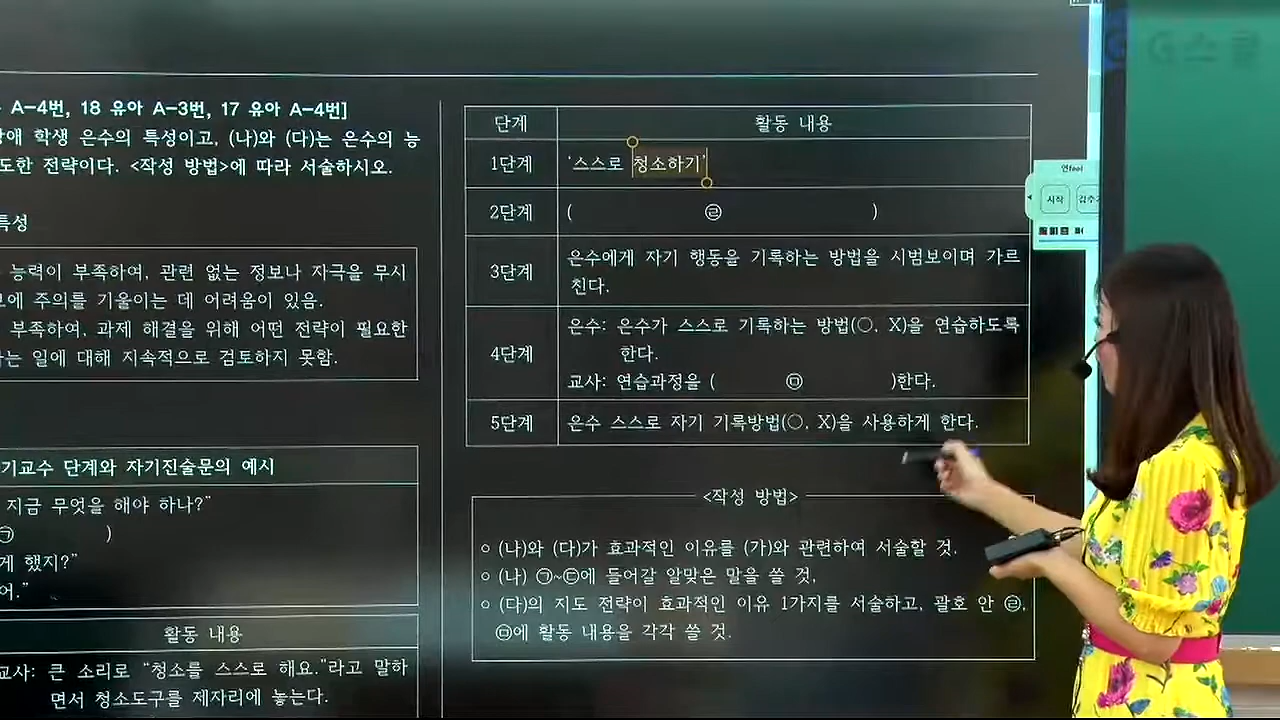 A-4번, 18 유아 A-3번, 17 유아 A-4번]
학생 은수의 특성이고, (나)와 (다)는 은수의 능
도한 전략이다. <작성 방법>에 따라 서술하시오.
특성
능력이 부족하여, 관련 없는 정보나 자극을 무시
주의를 기울이는 데 어려움이 있음.
부족하여, 과제 해결을 위해 어떤 전략이 필요한
는 일에 대해 지속적으로 검토하지 못함.
기교수 단계와 자기진술문의 예시
지금 무엇을 해야 하나?”
㉠ )
게 했지?”
어.”
활동 내용
교사: 큰 소리로 “청소를 스스로 해요.”라고 말하
면서 청소도구를 제자리에 놓는다.
단계 활동 내용
1단계 ‘스스로 청소하기’
2단계 ( ㉣ )
3단계 은수에게 자기 행동을 기록하는 방법을 시범보이며 가르
친다.
4단계 은수: 은수가 스스로 기록하는 방법(○, X)을 연습하도록
한다.
교사: 연습과정을 ( ㉤ )한다.
5단계 은수 스스로 자기 기록방법(○, X)을 사용하게 한다.
<작성 방법>
○ (나)와 (다)가 효과적인 이유를 (가)와 관련하여 서술할 것.
○ (나) ㉠~㉢에 들어갈 알맞은 말을 쓸 것,
○ (다)의 지도 전략이 효과적인 이유 1가지를 서술하고, 괄호 안 ㉣,
㉤에 활동 내용을 각각 쓸 것.
연feel
시작
G스쿨